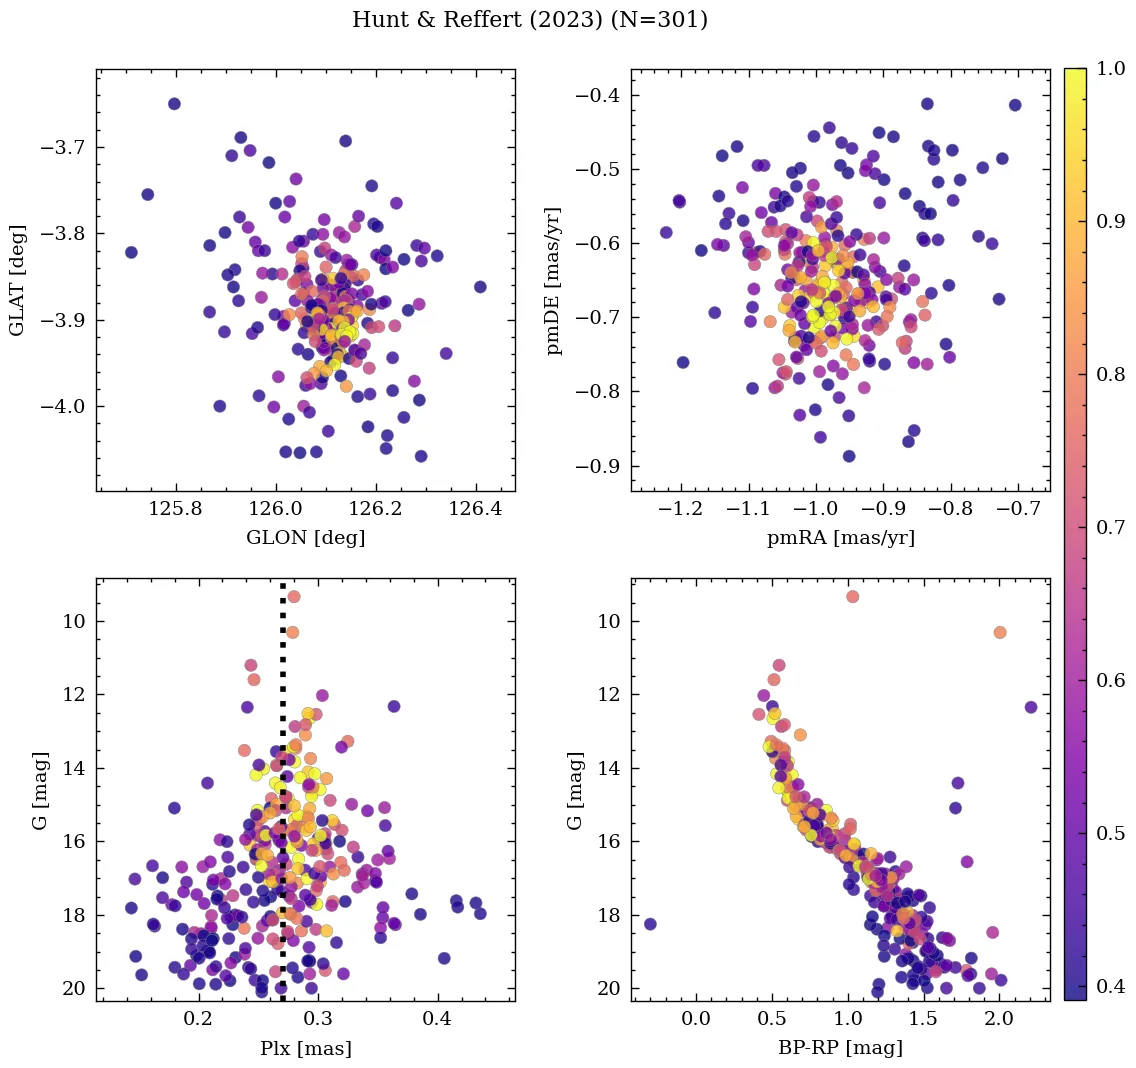 Hunt & Reffert (2023) (N=301)
−3.7
−3.8
−3.9
−4.0
GLAT [deg]
125.8 126.0 126.2 126.4
GLON [deg]
−0.4
−0.5
−0.6
−0.7
−0.8
−0.9
pmDE [mas/yr]
−1.2 −1.1 −1.0 −0.9 −0.8 −0.7
pmRA [mas/yr]
10
12
14
16
18
20
G [mag]
0.2 0.3 0.4
Plx [mas]
10
12
14
16
18
20
G [mag]
0.0 0.5 1.0 1.5 2.0
BP-RP [mag]
1.0
0.9
0.8
0.7
0.6
0.5
0.4